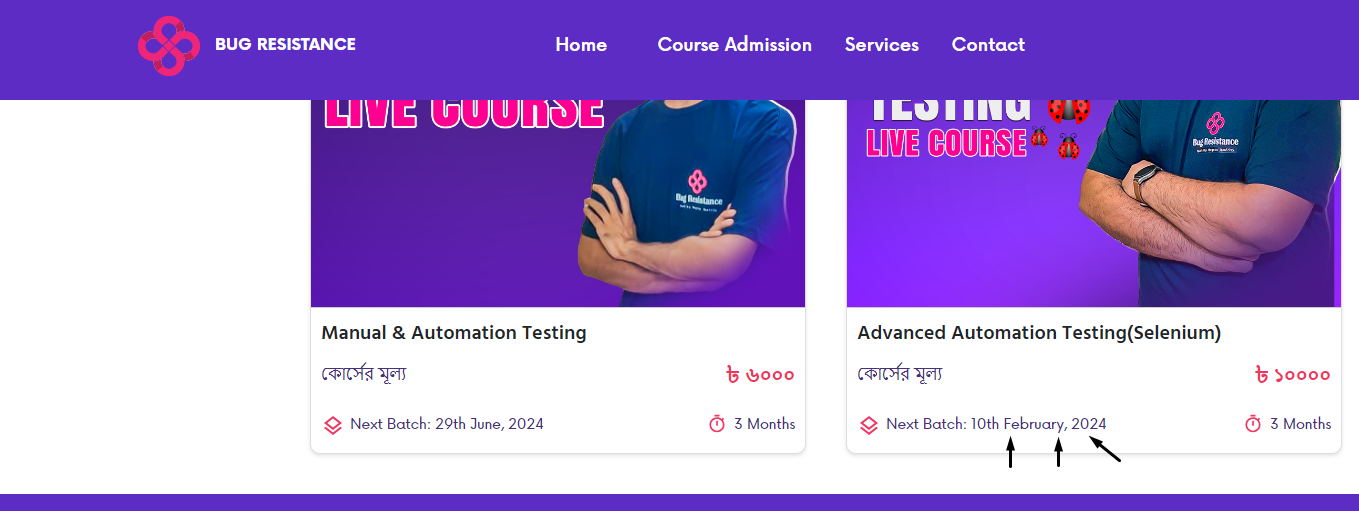 BUG RESISTANCE
Home Course Admission Services Contact
LIVE COURSE
TESTING
LIVE COURSE
Bug Resistance
Bug Resistance
Manual & Automation Testing
কোর্সের মূল্য
৳ ৬০০০
Next Batch: 29th June, 2024
3 Months
Advanced Automation Testing(Selenium)
কোর্সের মূল্য
৳ ১০০০০
Next Batch: 10th February, 2024
3 Months